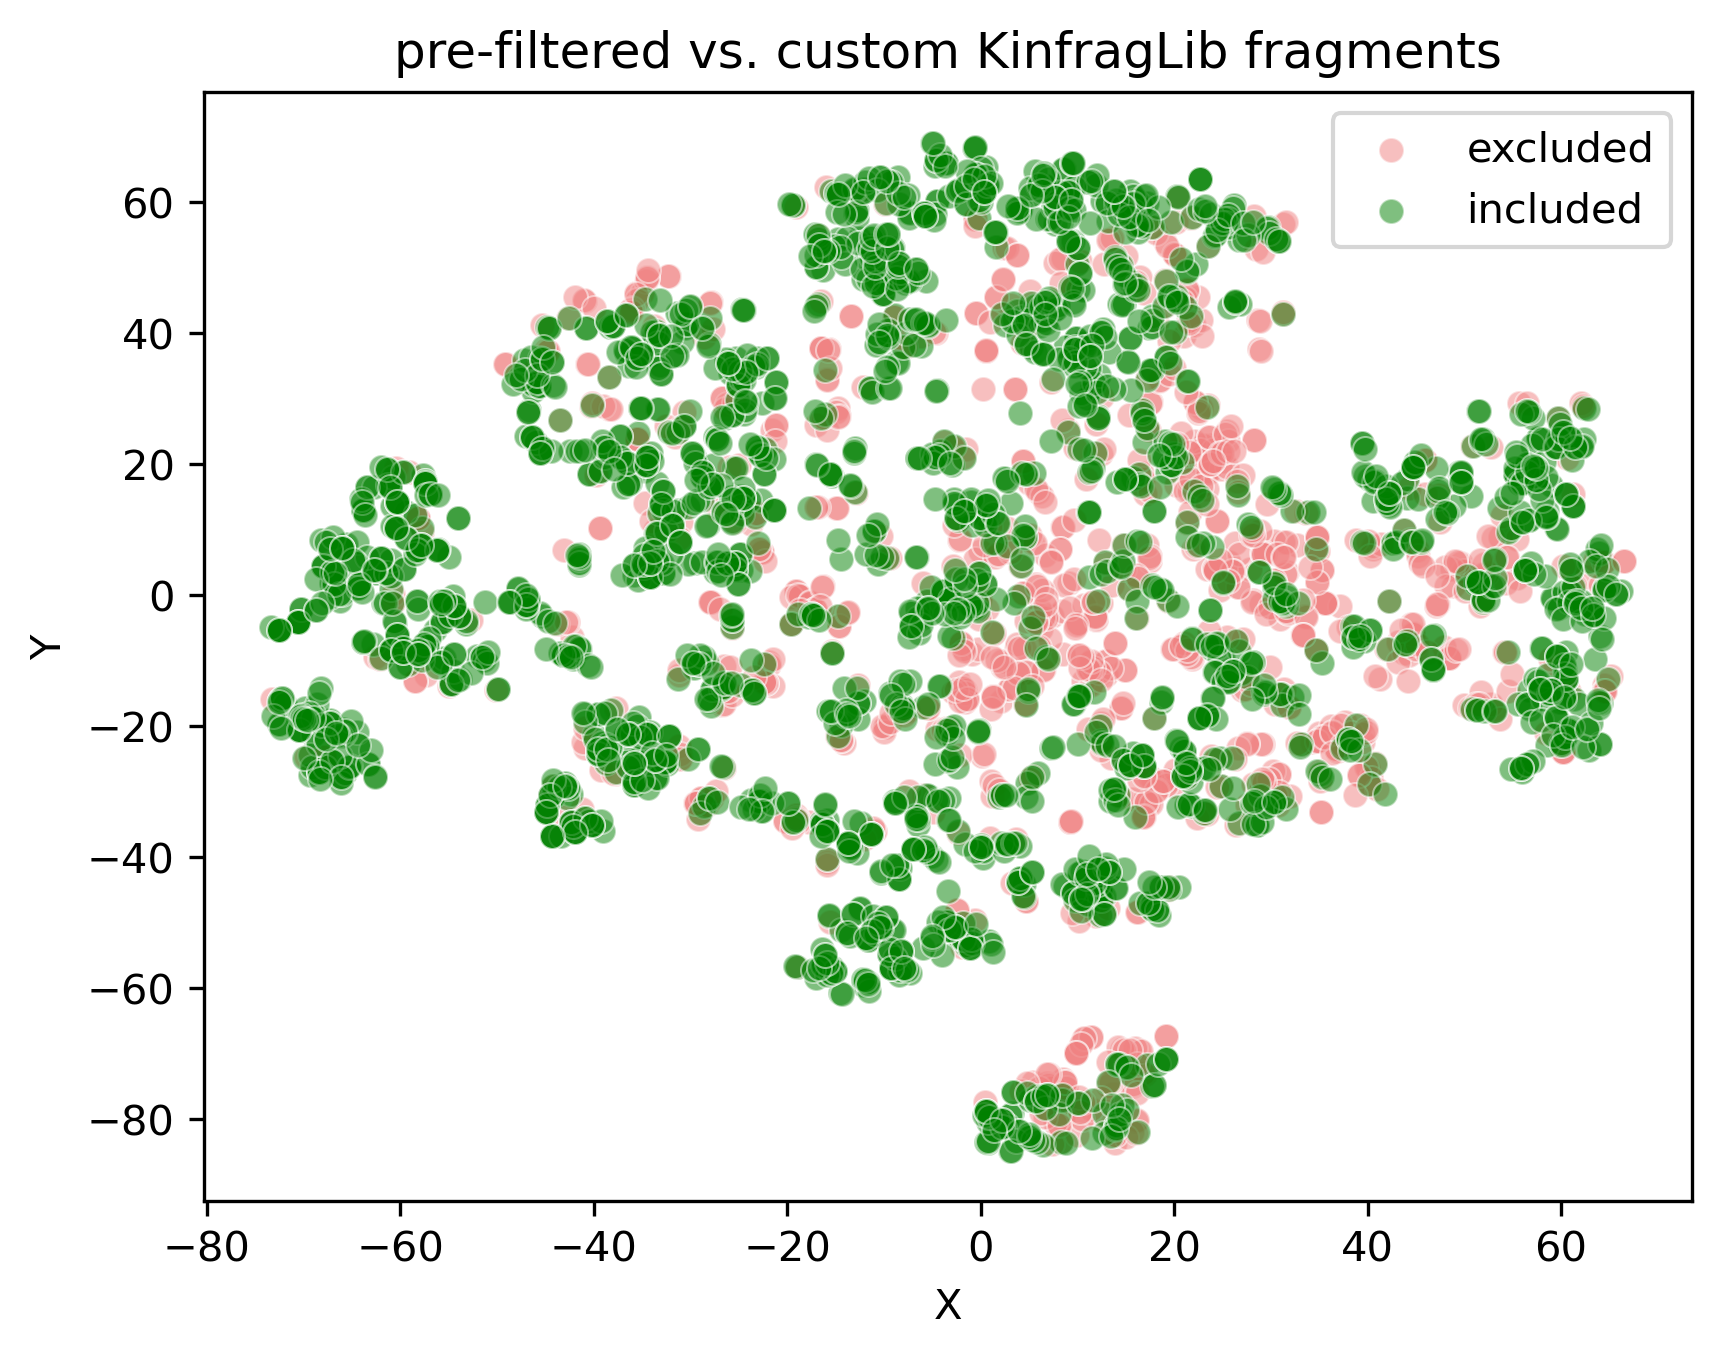 pre-filtered vs. custom KinfragLib fragments
excluded
included
60
40
20
0
−20
−40
−60
−80
Y
−80 −60 −40 −20 0 20 40 60
X